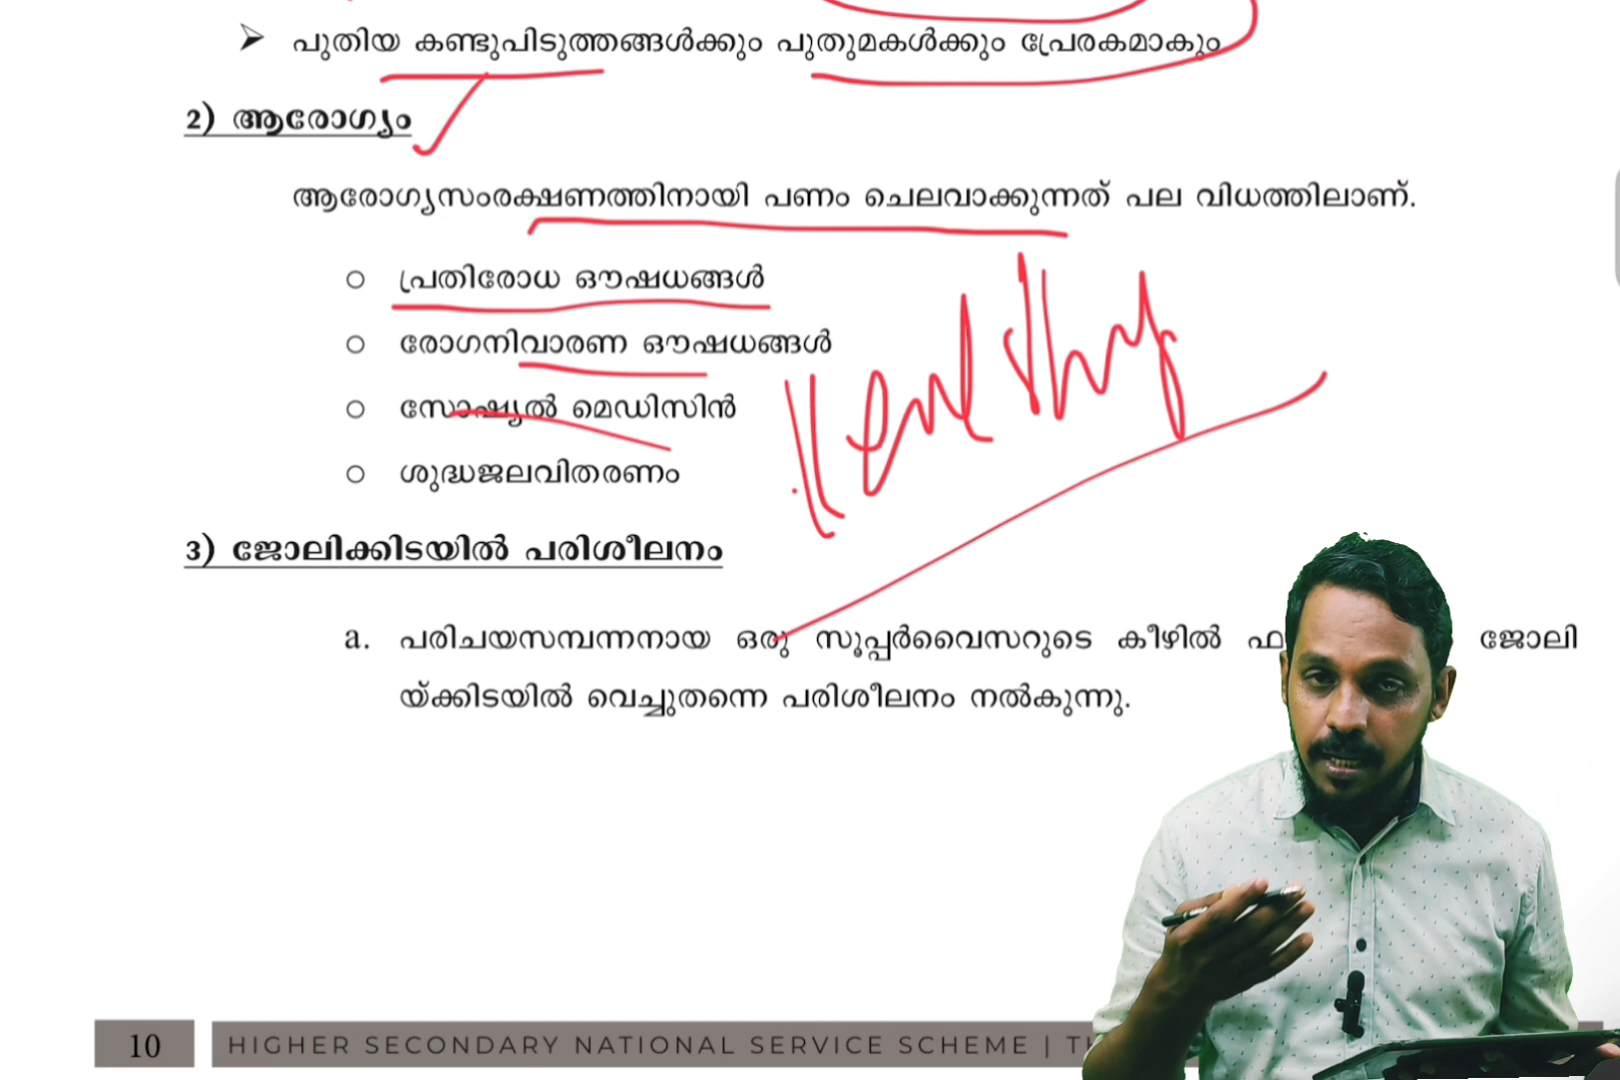 ➤ പുതിയ കണ്ടുപിടുത്തങ്ങൾക്കും പുതുമകൾക്കും പ്രേരകമാകും
2) ആരോഗ്യം
ആരോഗ്യസംരക്ഷണത്തിനായി പണം ചെലവാക്കുന്നത് പല വിധത്തിലാണ്.
○ പ്രതിരോധ ഔഷധങ്ങൾ
○ രോഗനിവാരണ ഔഷധങ്ങൾ
○ സോഷ്യൽ മെഡിസിൻ
○ ശുദ്ധജലവിതരണം
3) ജോലിക്കിടയിൽ പരിശീലനം
a. പരിചയസമ്പന്നനായ ഒരു സൂപ്പർവൈസറുടെ കീഴിൽ ജോലി
യ്ക്കിടയിൽ വെച്ചുതന്നെ പരിശീലനം നൽകുന്നു.
10 HIGHER SECONDARY NATIONAL SERVICE SCHEME |